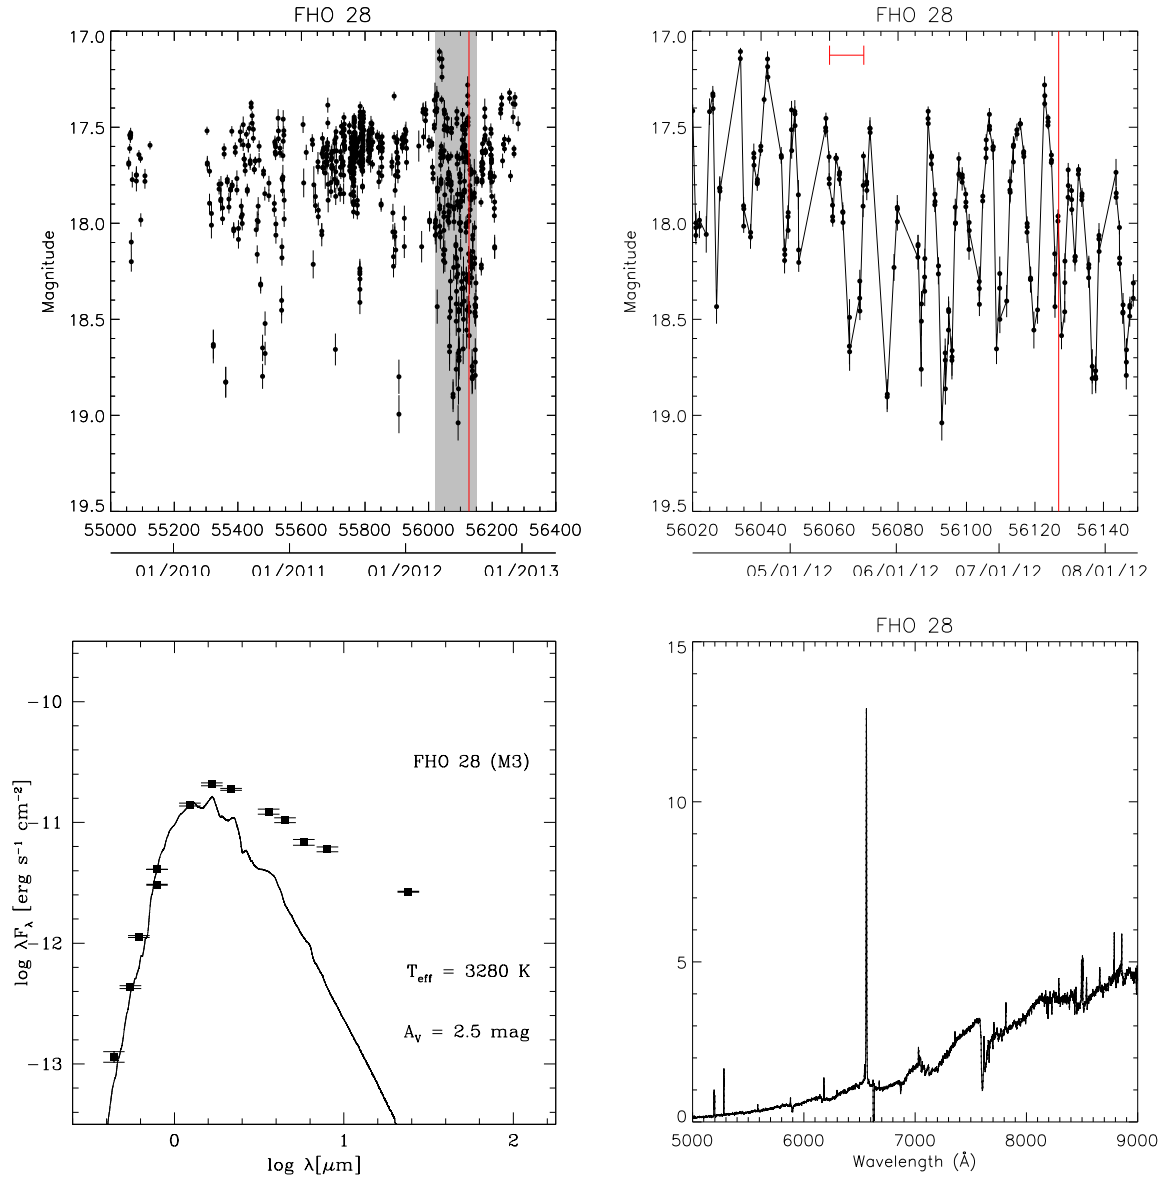 FHO 28
17.0
17.5
18.0
18.5
19.0
19.5
Magnitude
55000 55200 55400 55600 55800 56000 56200 56400
01/2010 01/2011 01/2012 01/2013
FHO 28
17.0
17.5
18.0
18.5
19.0
19.5
Magnitude
56020 56040 56060 56080 56100 56120 56140
05/01/12 06/01/12 07/01/12 08/01/12
-10
-11
-12
-13
log λFλ [erg s⁻¹ cm⁻²]
FHO 28 (M3)
Teff = 3280 K
AV = 2.5 mag
0 1 2
log λ[μm]
FHO 28
15
10
5
0
5000 6000 7000 8000 9000
Wavelength (Å)